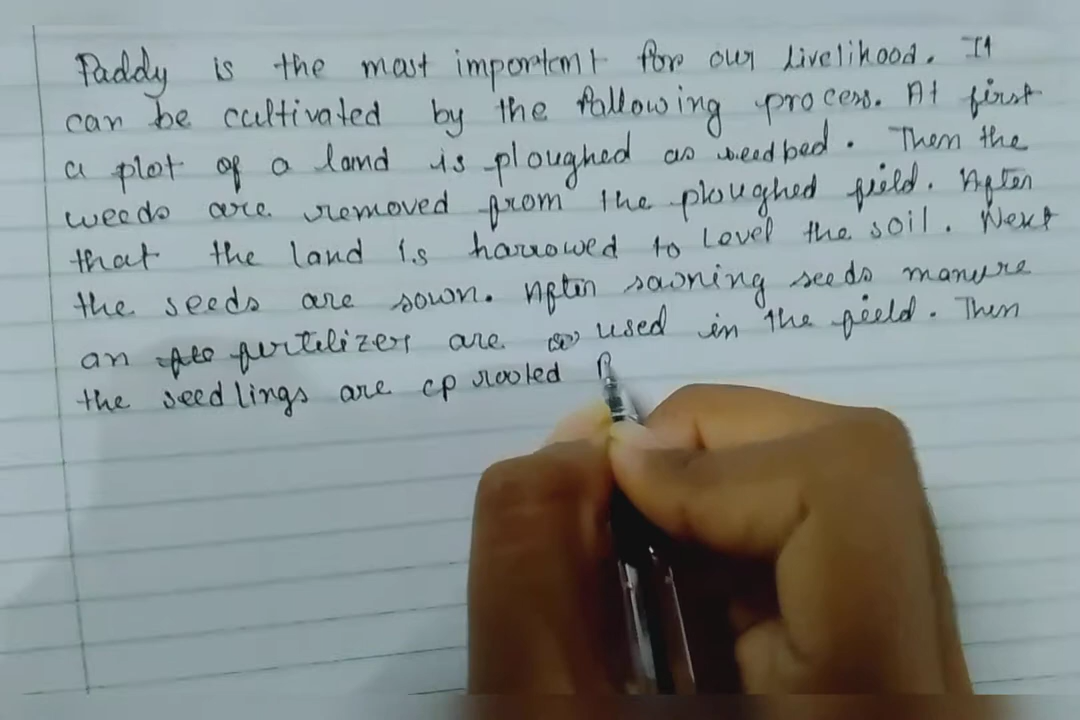 Paddy is the most important for our livelihood. It
can be cultivated by the following process. At first
a plot of a land is ploughed as seedbed. Then the
weeds are removed from the ploughed field. After
that the land is harrowed to level the soil. Next
the seeds are sown. After sowning seeds manure
an fertilizer are used in the field. Then
the seedlings are up rooted